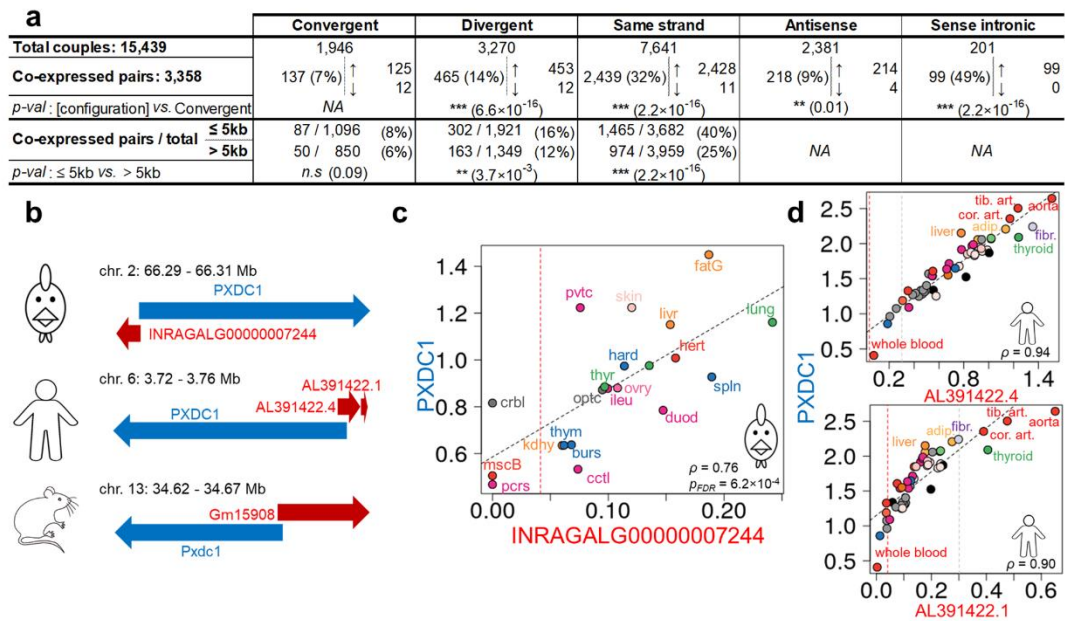 a
Convergent Divergent Same strand Antisense Sense intronic
Total couples: 15,439 1,946 3,270 7,641 2,381 201
Co-expressed pairs: 3,358 137 (7%) ↑ 125 ↓ 12 465 (14%) ↑ 453 ↓ 12 2,439 (32%) ↑ 2,428 ↓ 11 218 (9%) ↑ 214 ↓ 4 99 (49%) ↑ 99 ↓ 0
p-val : [configuration] vs. Convergent NA *** (6.6×10-16) *** (2.2×10-16) ** (0.01) *** (2.2×10-16)
Co-expressed pairs / total ≤ 5kb 87 / 1,096 (8%) 302 / 1,921 (16%) 1,465 / 3,682 (40%)
> 5kb 50 / 850 (6%) 163 / 1,349 (12%) 974 / 3,959 (25%) NA NA
p-val : ≤ 5kb vs. > 5kb n.s (0.09) ** (3.7×10-3) *** (2.2×10-16)
b
chr. 2: 66.29 - 66.31 Mb
PXDC1
INRAGALG00000007244
chr. 6: 3.72 - 3.76 Mb
AL391422.1
AL391422.4
PXDC1
chr. 13: 34.62 - 34.67 Mb
Gm15908
Pxdc1
c
PXDC1
1.4
1.2
1.0
0.8
0.6
fatG
pvtc
skin
livr
lung
hert
hard
spln
thyr
optc
ovry
ileu
crbl
duod
thym
kdhy
burs
cctl
mscB
pcrs
ρ = 0.76
pFDR = 6.2×10-4
0.00 0.10 0.20
INRAGALG00000007244
d
PXDC1
2.5
2.0
1.5
1.0
0.5
tib. art.
aorta
cor. art.
liver
adip.
fibr.
thyroid
whole blood
ρ = 0.94
0.2 0.8 1.4
AL391422.4
2.5
2.0
1.5
1.0
0.5
tib. art.
aorta
fibr.
adip.
cor. art.
liver
thyroid
whole blood
ρ = 0.90
0.0 0.2 0.4 0.6
AL391422.1